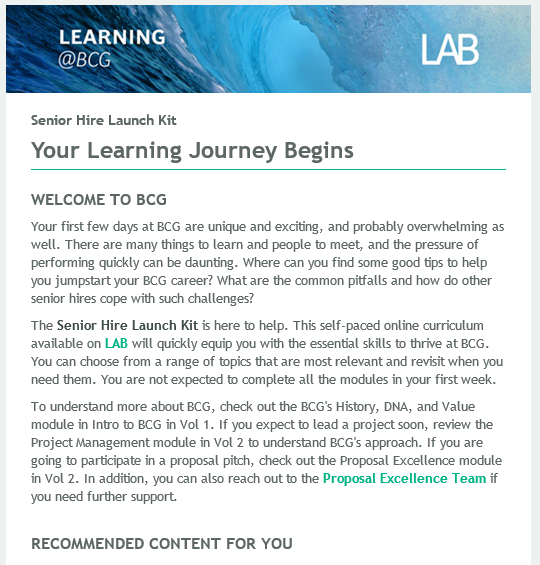 LEARNING
@BCG
LAB
Senior Hire Launch Kit
Your Learning Journey Begins
WELCOME TO BCG
Your first few days at BCG are unique and exciting, and probably overwhelming as
well. There are many things to learn and people to meet, and the pressure of
performing quickly can be daunting. Where can you find some good tips to help
you jumpstart your BCG career? What are the common pitfalls and how do other
senior hires cope with such challenges?
The Senior Hire Launch Kit is here to help. This self-paced online curriculum
available on LAB will quickly equip you with the essential skills to thrive at BCG.
You can choose from a range of topics that are most relevant and revisit when you
need them. You are not expected to complete all the modules in your first week.
To understand more about BCG, check out the BCG's History, DNA, and Value
module in Intro to BCG in Vol 1. If you expect to lead a project soon, review the
Project Management module in Vol 2 to understand BCG's approach. If you are
going to participate in a proposal pitch, check out the Proposal Excellence module
in Vol 2. In addition, you can also reach out to the Proposal Excellence Team if
you need further support.
RECOMMENDED CONTENT FOR YOU